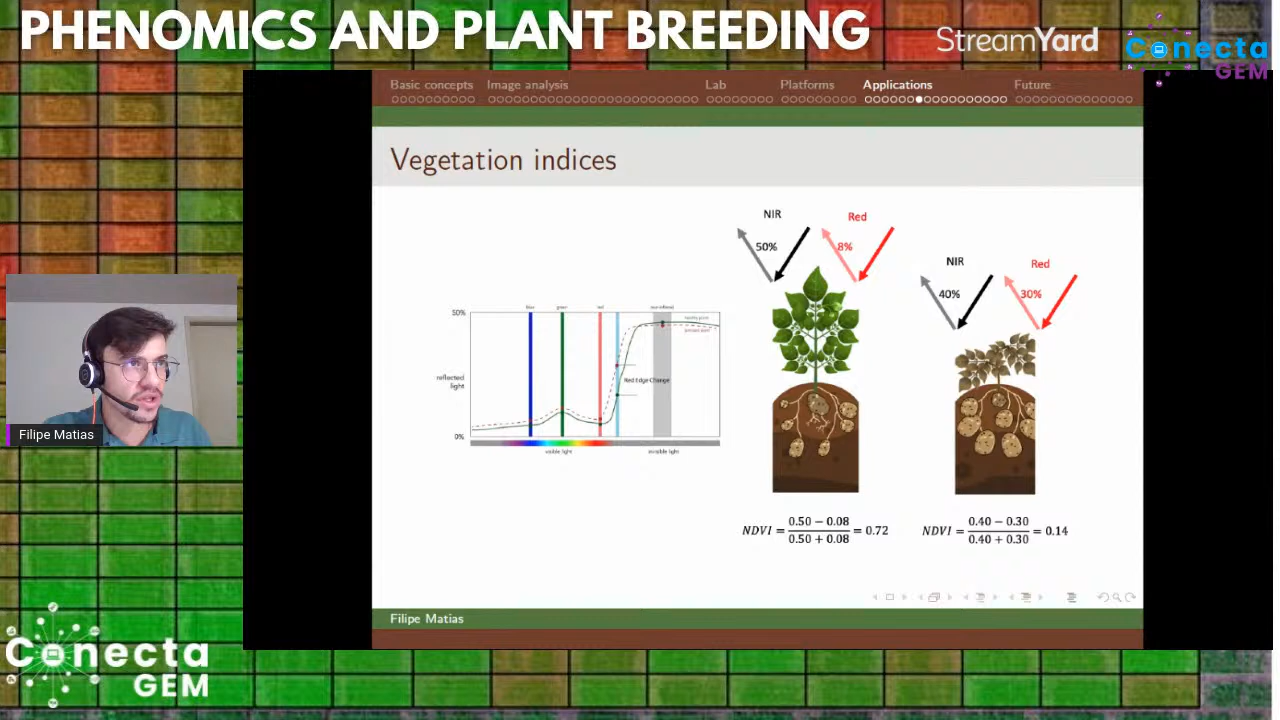 PHENOMICS AND PLANT BREEDING
StreamYard
Conecta
GEM
Basic concepts
Image analysis
Lab
Platforms
Applications
Future
Vegetation indices
NIR
50%
Red
8%
NIR
40%
Red
30%
50%
blue
green
red
near-infrared
healthy plant
stressed plant
reflected
light
Red Edge Change
0%
visible light
invisible light
NDVI = 0.50 − 0.08 / 0.50 + 0.08 = 0.72
NDVI = 0.40 − 0.30 / 0.40 + 0.30 = 0.14
Filipe Matias
Filipe Matias
Conecta
GEM